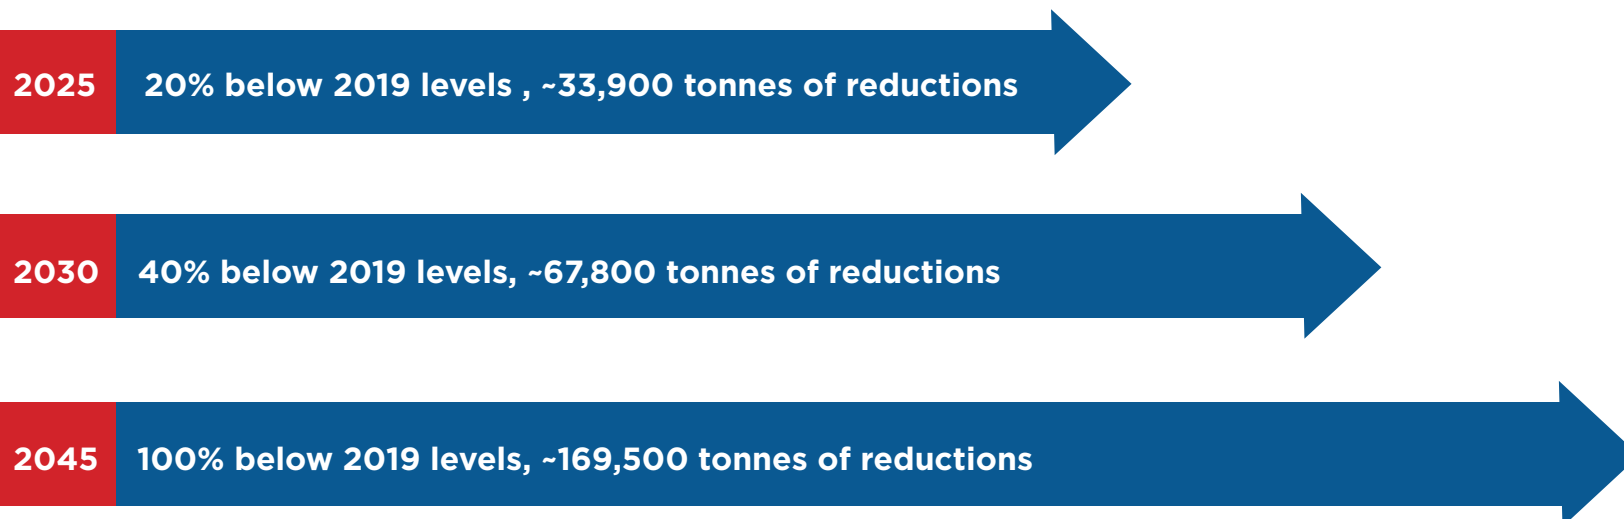 2025 20% below 2019 levels , ~33,900 tonnes of reductions
2030 40% below 2019 levels, ~67,800 tonnes of reductions
2045 100% below 2019 levels, ~169,500 tonnes of reductions